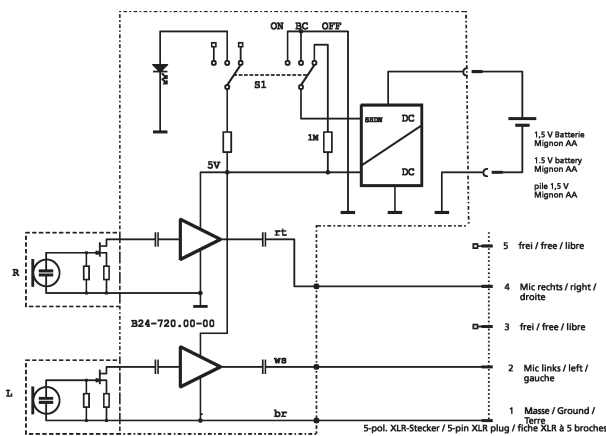 ON BC OFF
S1
SHDN DC
1M
DC
5V
1,5 V Batterie
Mignon AA
1.5 V battery
Mignon AA
pile 1,5 V
Mignon AA
rt
5 frei / free / libre
R
4 Mic rechts / right /
droite
B24-720.00-00
3 frei / free / libre
ws
2 Mic links / left /
gauche
L
br
1 Masse / Ground /
Terre
5-pol. XLR-Stecker / 5-pin XLR plug / fiche XLR à 5 broches